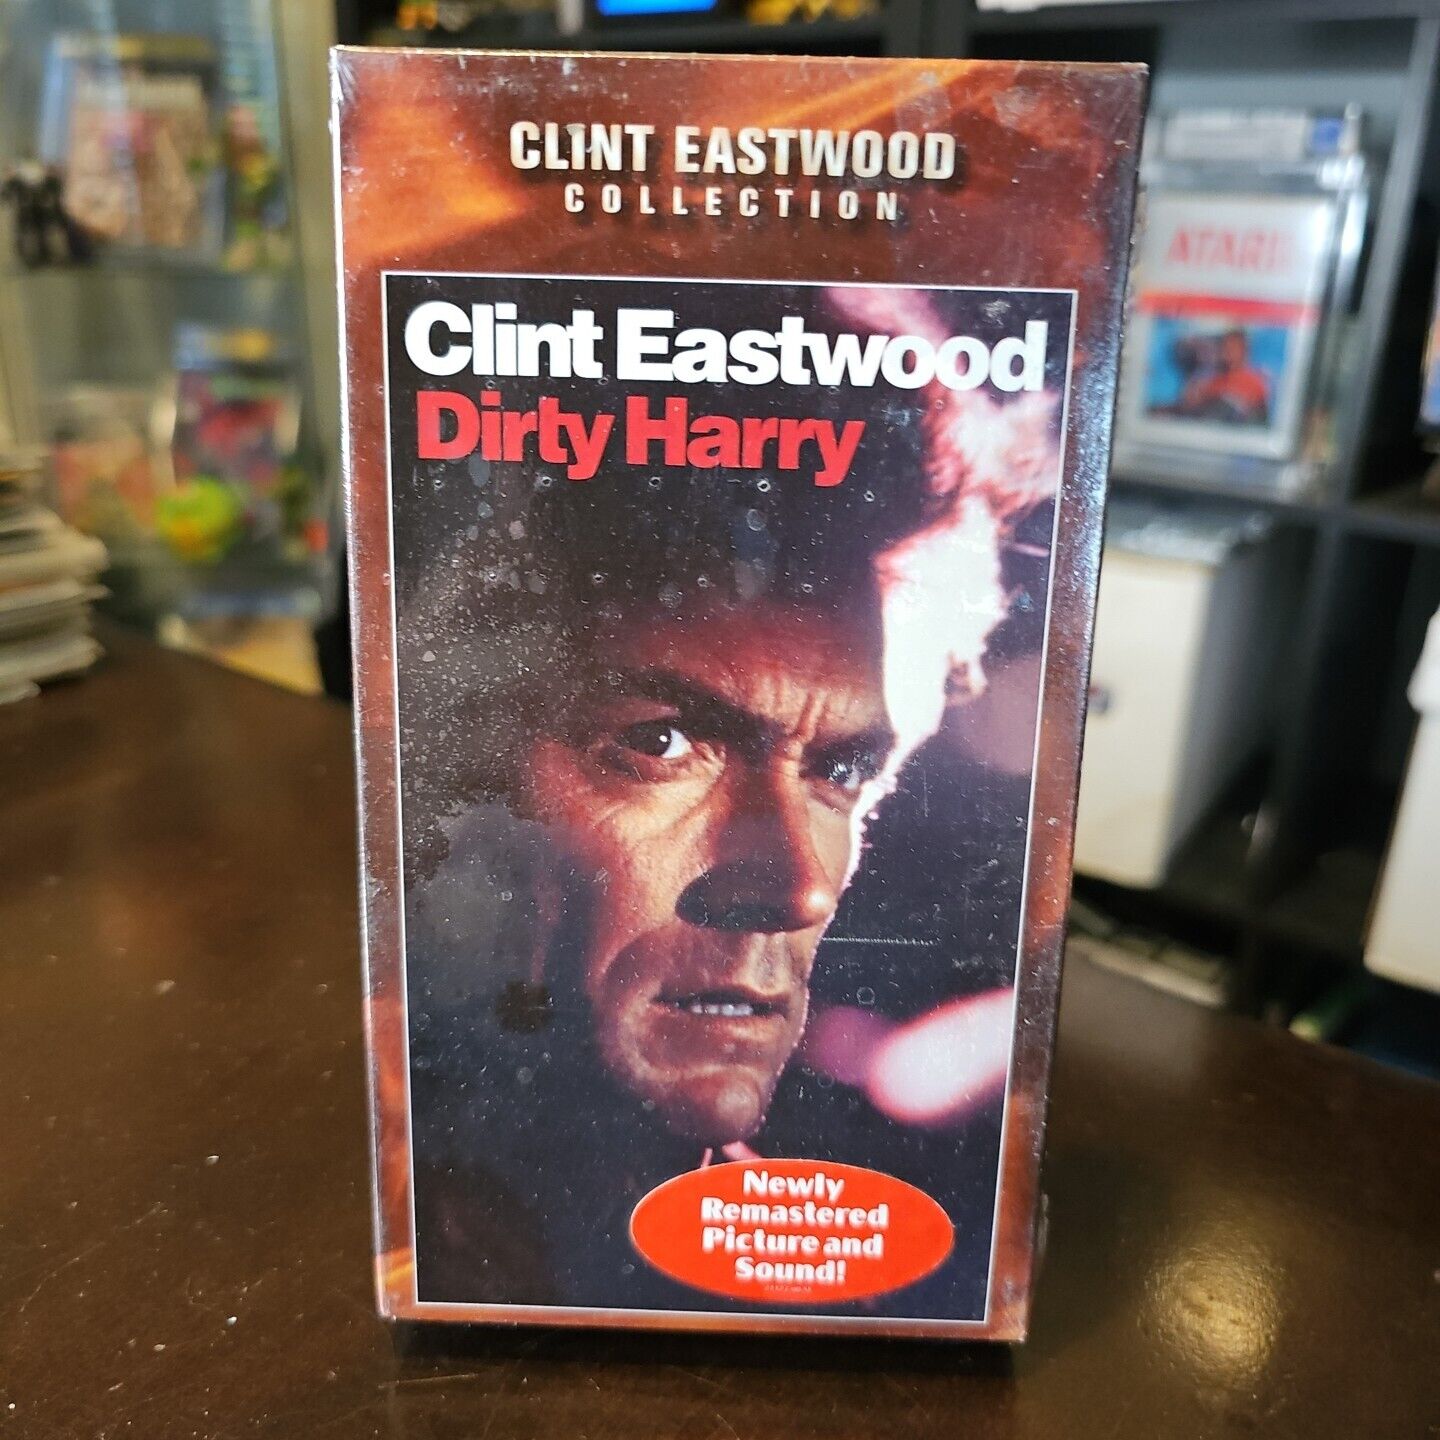 CLINT EASTWOOD
COLLECTION
Clint Eastwood
Dirty Harry
Newly
Remastered
Picture and
Sound!
ATARI